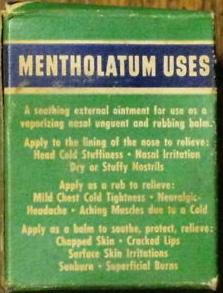 MENTHOLATUM USES
A soothing external ointment for use as a
vaporizing nasal unguent and rubbing balm.
Apply to the lining of the nose to relieve:
Head Cold Stuffiness • Nasal Irritation
Dry or Stuffy Nostrils
Apply as a rub to relieve:
Mild Chest Cold Tightness • Neuralgic-
Headache • Aching Muscles due to a Cold
Apply as a balm to soothe, protect, relieve:
Chapped Skin • Cracked Lips
Surface Skin Irritations
Sunburn • Superficial Burns